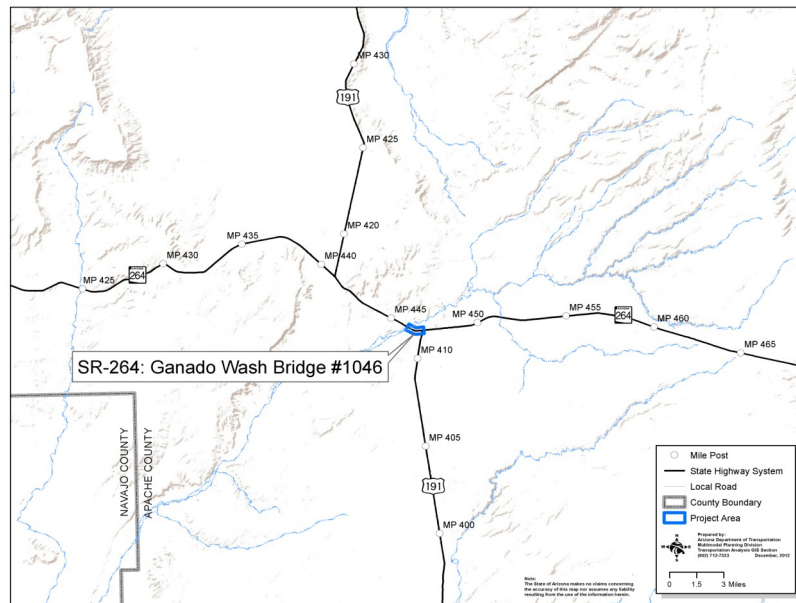 MP 430
191
MP 425
MP 420
MP 435
MP 430
MP 440
264
MP 425
MP 445
MP 450
MP 455
264
MP 460
MP 465
MP 410
SR-264: Ganado Wash Bridge #1046
MP 405
191
MP 400
NAVAJO COUNTY
APACHE COUNTY
Mile Post
State Highway System
Local Road
County Boundary
Project Area
Prepared by:
Arizona Department of Transportation
Multimodal Planning Division
Transportation Analysis GIS Section
(602) 712-7333 December, 2012
0 1.5 3 Miles
Note:
The State of Arizona makes no claims concerning
the accuracy of this map nor assumes any liability
resulting from the use of the information herein.